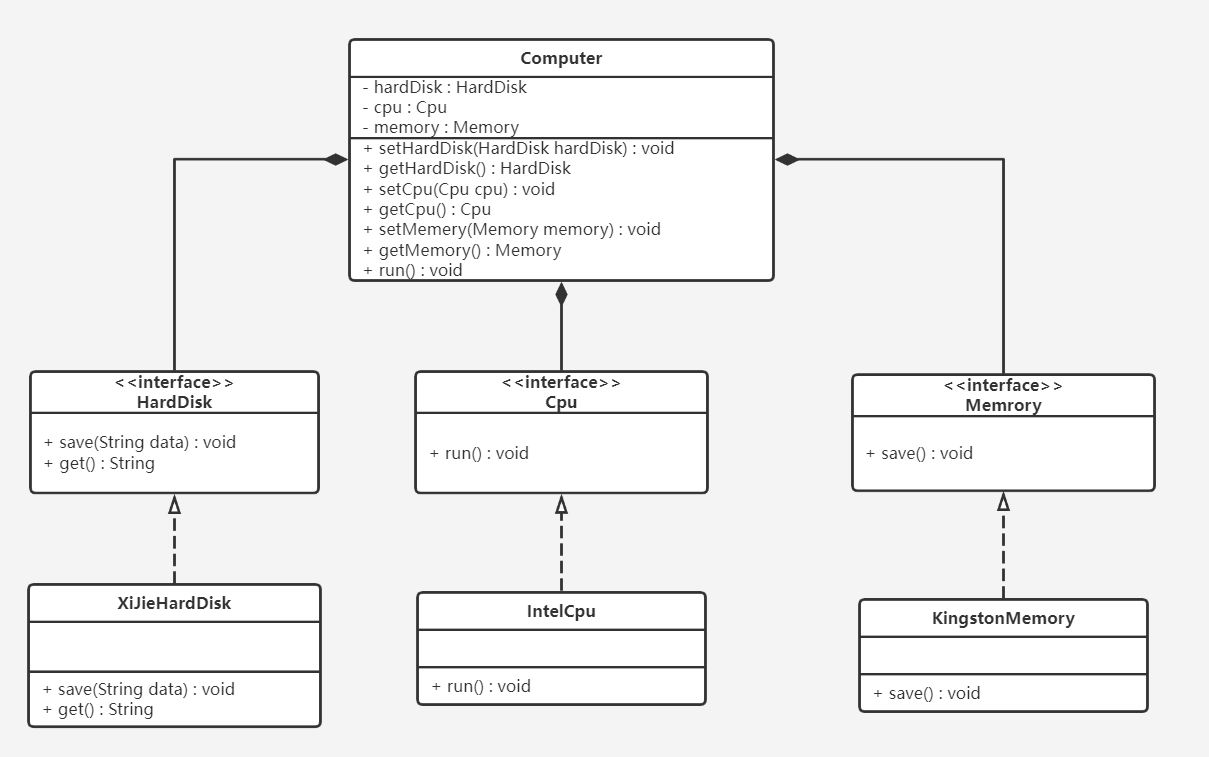 Computer
- hardDisk : HardDisk
- cpu : Cpu
- memory : Memory
+ setHardDisk(HardDisk hardDisk) : void
+ getHardDisk() : HardDisk
+ setCpu(Cpu cpu) : void
+ getCpu() : Cpu
+ setMemery(Memory memory) : void
+ getMemory() : Memory
+ run() : void
<<interface>>
HardDisk
+ save(String data) : void
+ get() : String
<<interface>>
Cpu
+ run() : void
<<interface>>
Memrory
+ save() : void
XiJieHardDisk
+ save(String data) : void
+ get() : String
IntelCpu
+ run() : void
KingstonMemory
+ save() : void